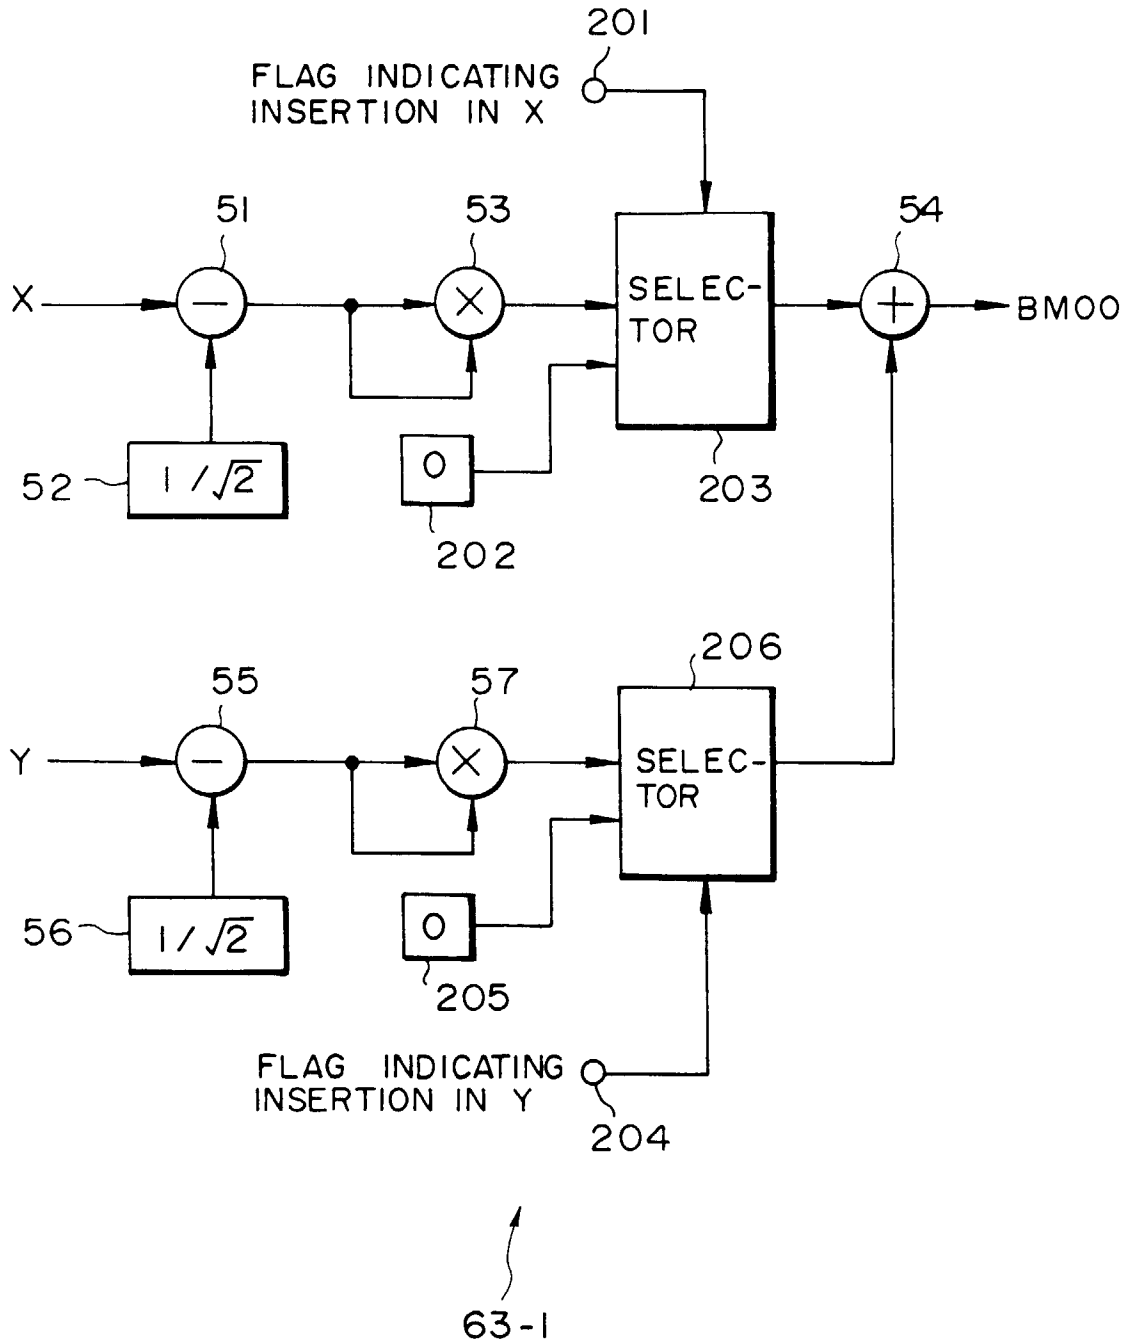 201
FLAG INDICATING
INSERTION IN X
51
53
54
X
−
×
SELEC-
TOR
+
BM00
52
1/√2
0
203
202
206
55
57
Y
−
×
SELEC-
TOR
56
1/√2
0
205
FLAG INDICATING
INSERTION IN Y
204
63-1